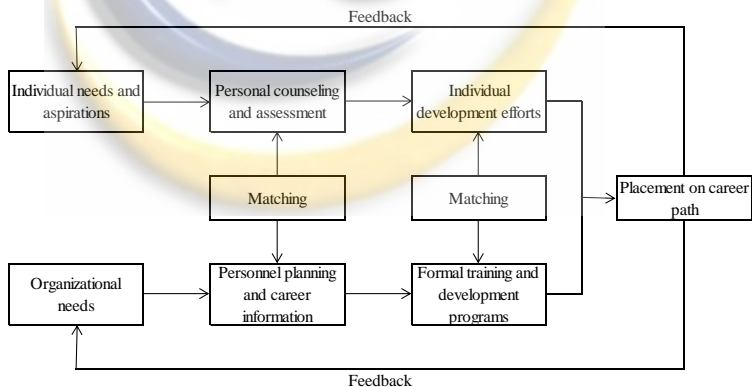 Feedback
Individual needs and
aspirations
Personal counseling
and assessment
Individual
development efforts
Matching
Matching
Placement on career
path
Organizational
needs
Personnel planning
and career
information
Formal training and
development
programs
Feedback